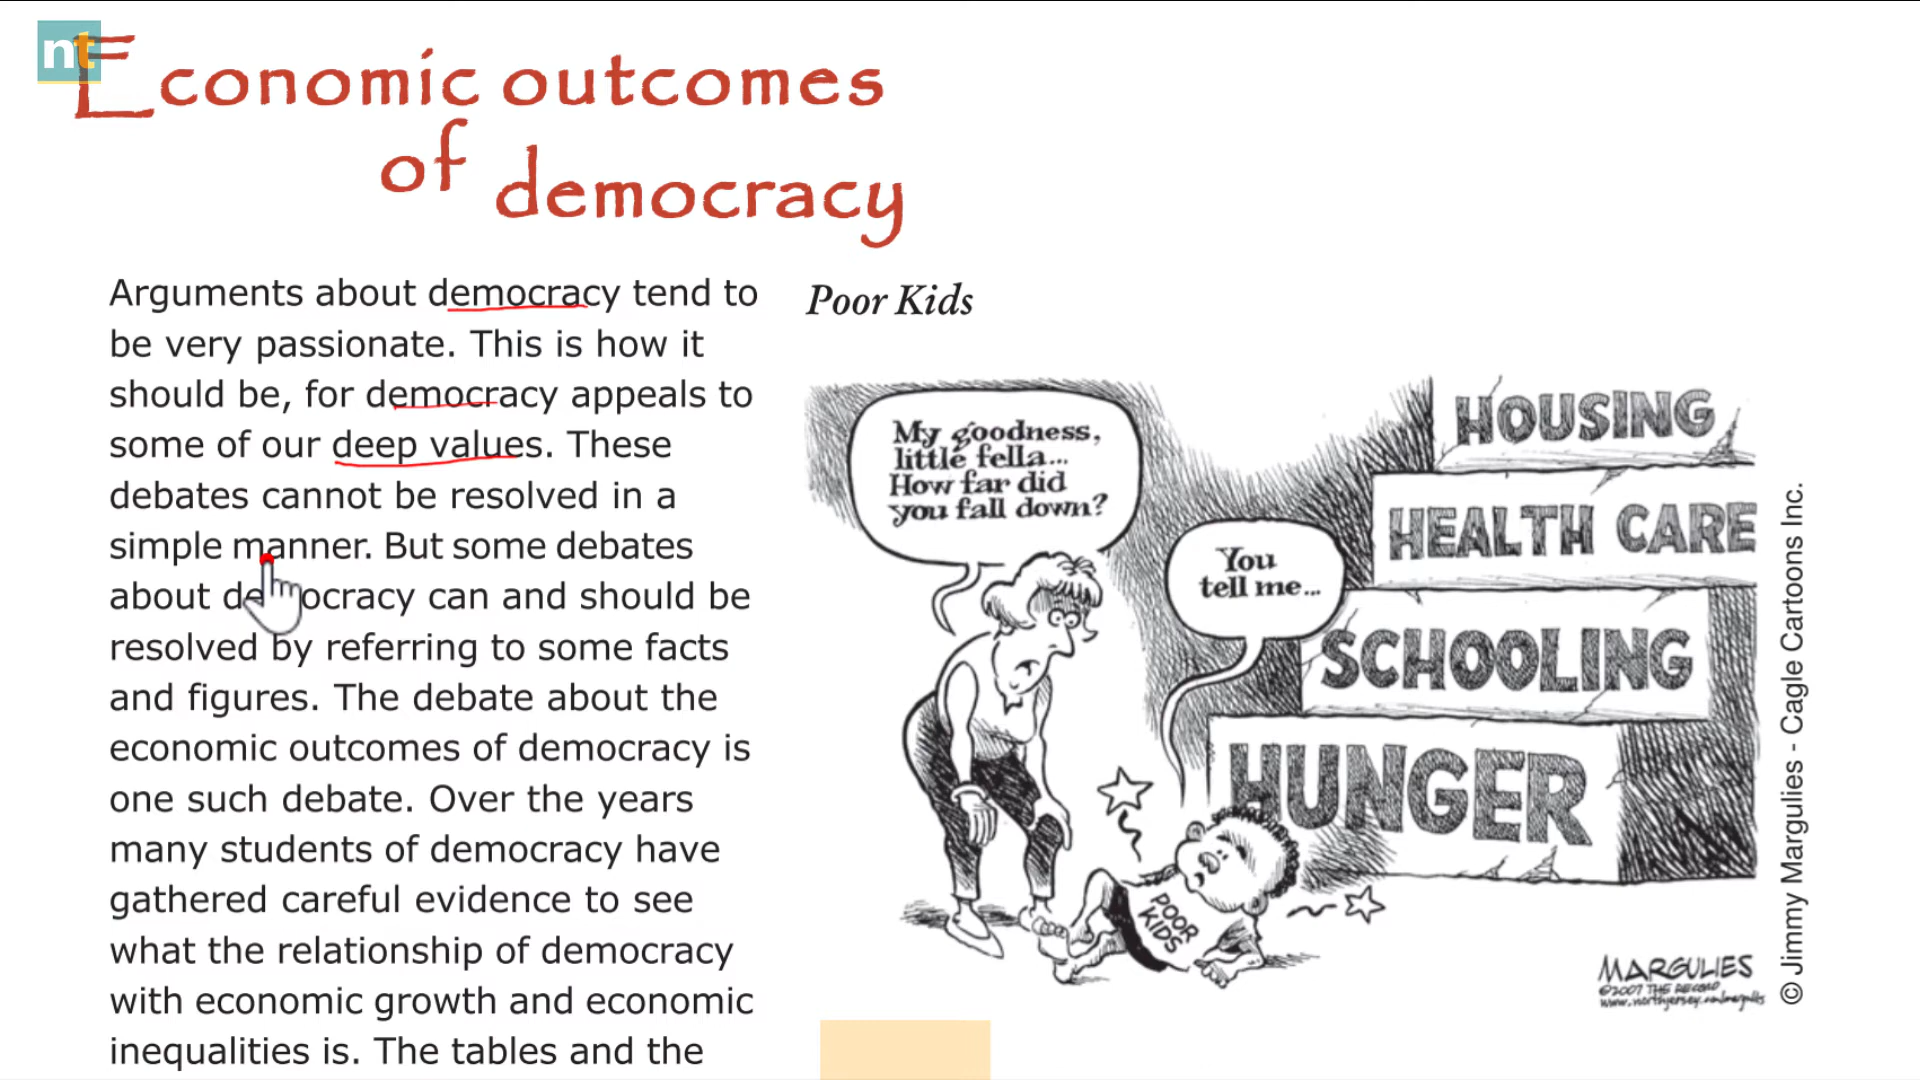 nt
Economic outcomes
of democracy
Arguments about democracy tend to
be very passionate. This is how it
should be, for democracy appeals to
some of our deep values. These
debates cannot be resolved in a
simple manner. But some debates
about democracy can and should be
resolved by referring to some facts
and figures. The debate about the
economic outcomes of democracy is
one such debate. Over the years
many students of democracy have
gathered careful evidence to see
what the relationship of democracy
with economic growth and economic
inequalities is. The tables and the
Poor Kids
My goodness,
little fella...
How far did
you fall down?
You
tell me...
HOUSING
HEALTH CARE
SCHOOLING
HUNGER
POOR
KIDS
MARGULIES
©2007 THE RECORD
© Jimmy Margulies - Cagle Cartoons Inc.